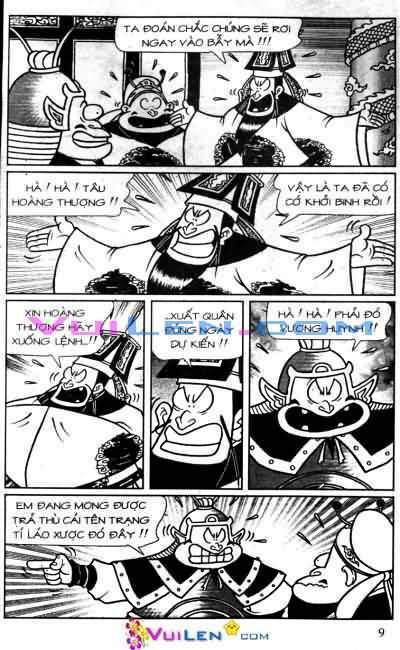 TA ĐOÁN CHẮC CHÚNG SẼ RƠI
NGAY VÀO BẪY MÀ !!!
HÀ ! HÀ ! TÂU
HOÀNG THƯỢNG !!
VẬY LÀ TA ĐÃ CÓ
CỚ KHỞI BINH RỒI !
XIN HOÀNG
THƯỢNG HÃY
XUỐNG LỆNH..!!
..XUẤT QUÂN
ĐÚNG NGÀY
DỰ KIẾN !!
HÀ ! HÀ ! PHẢI ĐÓ
VƯƠNG HUYNH !!
VUILEN.COM
EM ĐANG MONG ĐƯỢC
TRẢ THÙ CÁI TÊN TRẠNG
TÍ LÁO XƯỢC ĐÓ ĐÂY !!
9
VUILEN.COM